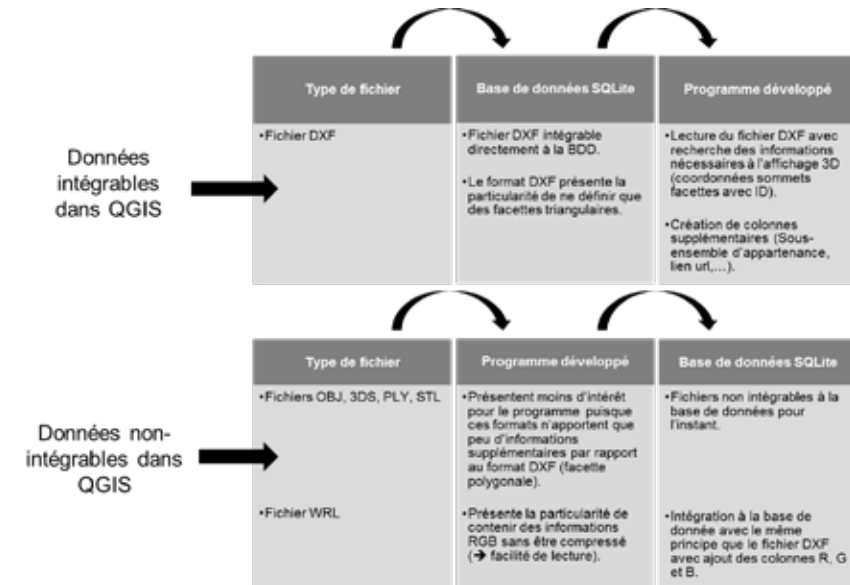 Données
intégrables
dans QGIS
Type de fichier
•Fichier DXF
Base de données SQLite
•Fichier DXF intégrable
directement à la BDD.
•Le format DXF présente la
particularité de ne définir que
des facettes triangulaires.
Programme développé
•Lecture du fichier DXF avec
recherche des informations
nécessaires à l'affichage 3D
(coordonnées sommets
facettes avec ID).
•Création de colonnes
supplémentaires (Sous-
ensemble d'appartenance,
lien url,...).
Données non-
intégrables dans
QGIS
Type de fichier
•Fichiers OBJ, 3DS, PLY, STL
•Fichier WRL
Programme développé
•Présentent moins d'intérêt
pour le programme puisque
ces formats n'apportent que
peu d'informations
supplémentaires par rapport
au format DXF (facette
polygonale).
•Présente la particularité de
contenir des informations
RGB sans être compressé
(➔ facilité de lecture).
Base de données SQLite
•Fichiers non intégrables à la
base de données pour
l'instant.
•Intégration à la base de
donnée avec le même
principe que le fichier DXF
avec ajout des colonnes R, G
et B.